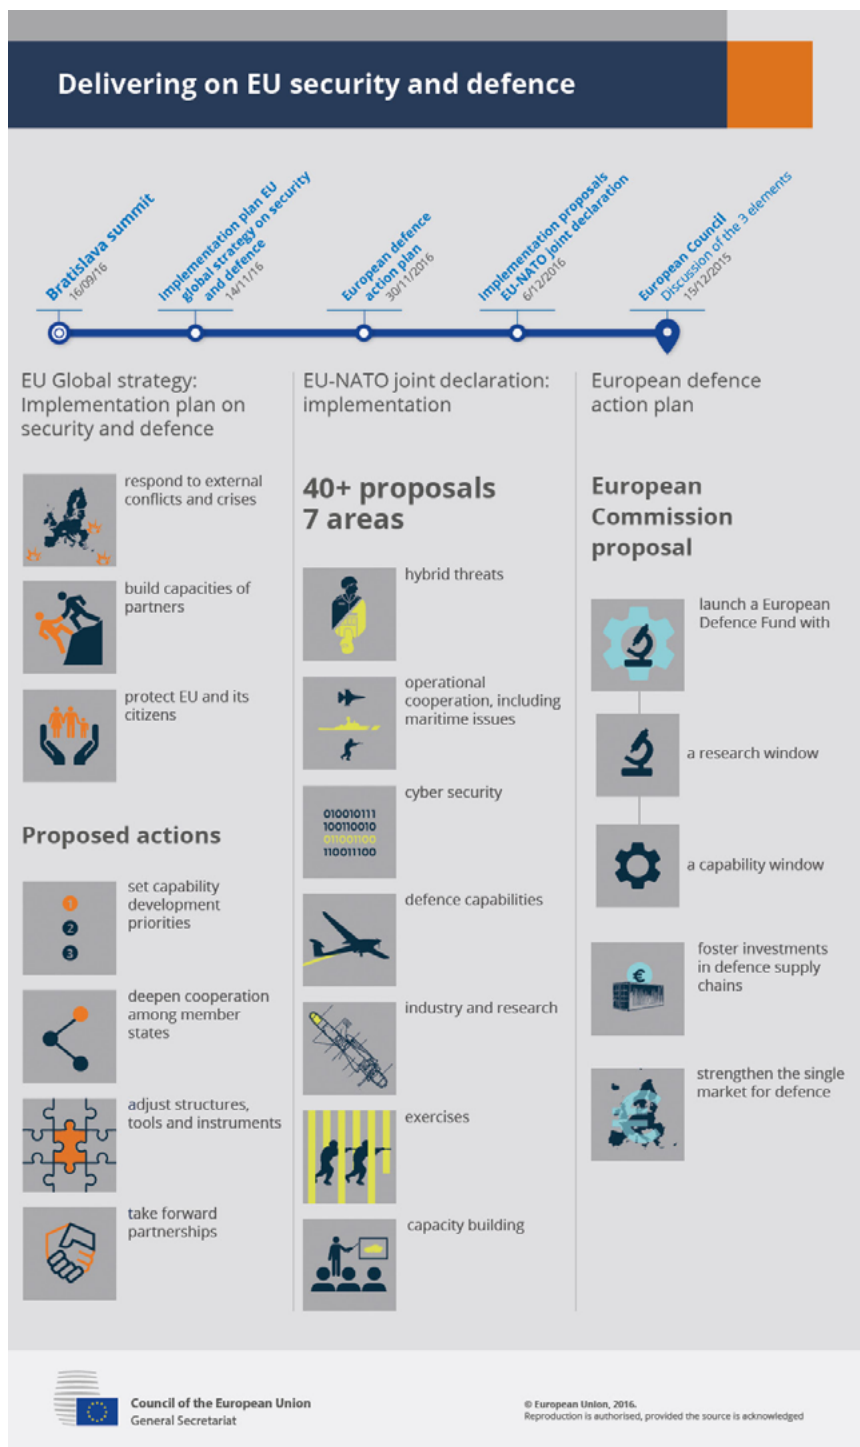 Delivering on EU security and defence
Bratislava summit
16/09/16
Implementation plan EU
global strategy on security
and defence
14/11/16
European defence
action plan
30/11/2016
Implementation proposals
EU-NATO joint declaration
6/12/2016
European Council
Discussion of the 3 elements
15/12/2015
EU Global strategy:
Implementation plan on
security and defence
respond to external
conflicts and crises
build capacities of
partners
protect EU and its
citizens
Proposed actions
1
2
3
set capability
development
priorities
deepen cooperation
among member
states
adjust structures,
tools and instruments
take forward
partnerships
EU-NATO joint declaration:
implementation
40+ proposals
7 areas
hybrid threats
operational
cooperation, including
maritime issues
010010111
100110010
011001100
110011100
cyber security
defence capabilities
industry and research
exercises
capacity building
European defence
action plan
European
Commission
proposal
launch a European
Defence Fund with
a research window
a capability window
€
foster investments
in defence supply
chains
strengthen the single
market for defence
Council of the European Union
General Secretariat
© European Union, 2016.
Reproduction is authorised, provided the source is acknowledged